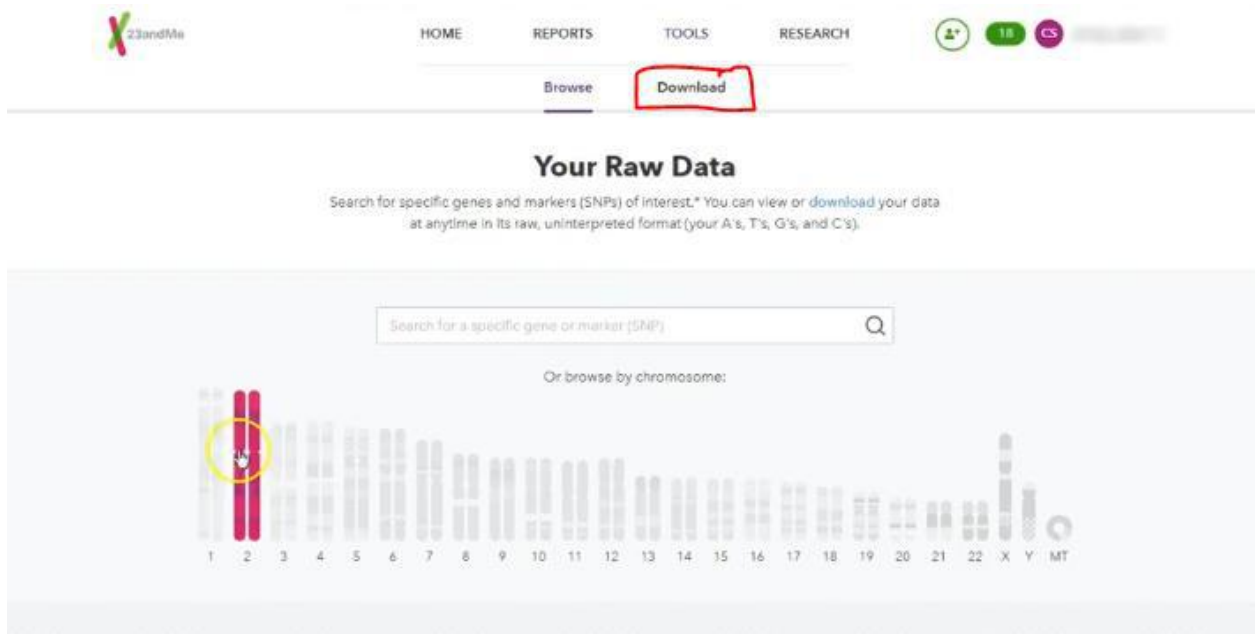 23andMe
HOME REPORTS TOOLS RESEARCH 18 CS
Browse Download
Your Raw Data
Search for specific genes and markers (SNPs) of interest.* You can view or download your data
at anytime in its raw, uninterpreted format (your A's, T's, G's, and C's).
Search for a specific gene or marker (SNP)
Or browse by chromosome:
1 2 3 4 5 6 7 8 9 10 11 12 13 14 15 16 17 18 19 20 21 22 X Y MT